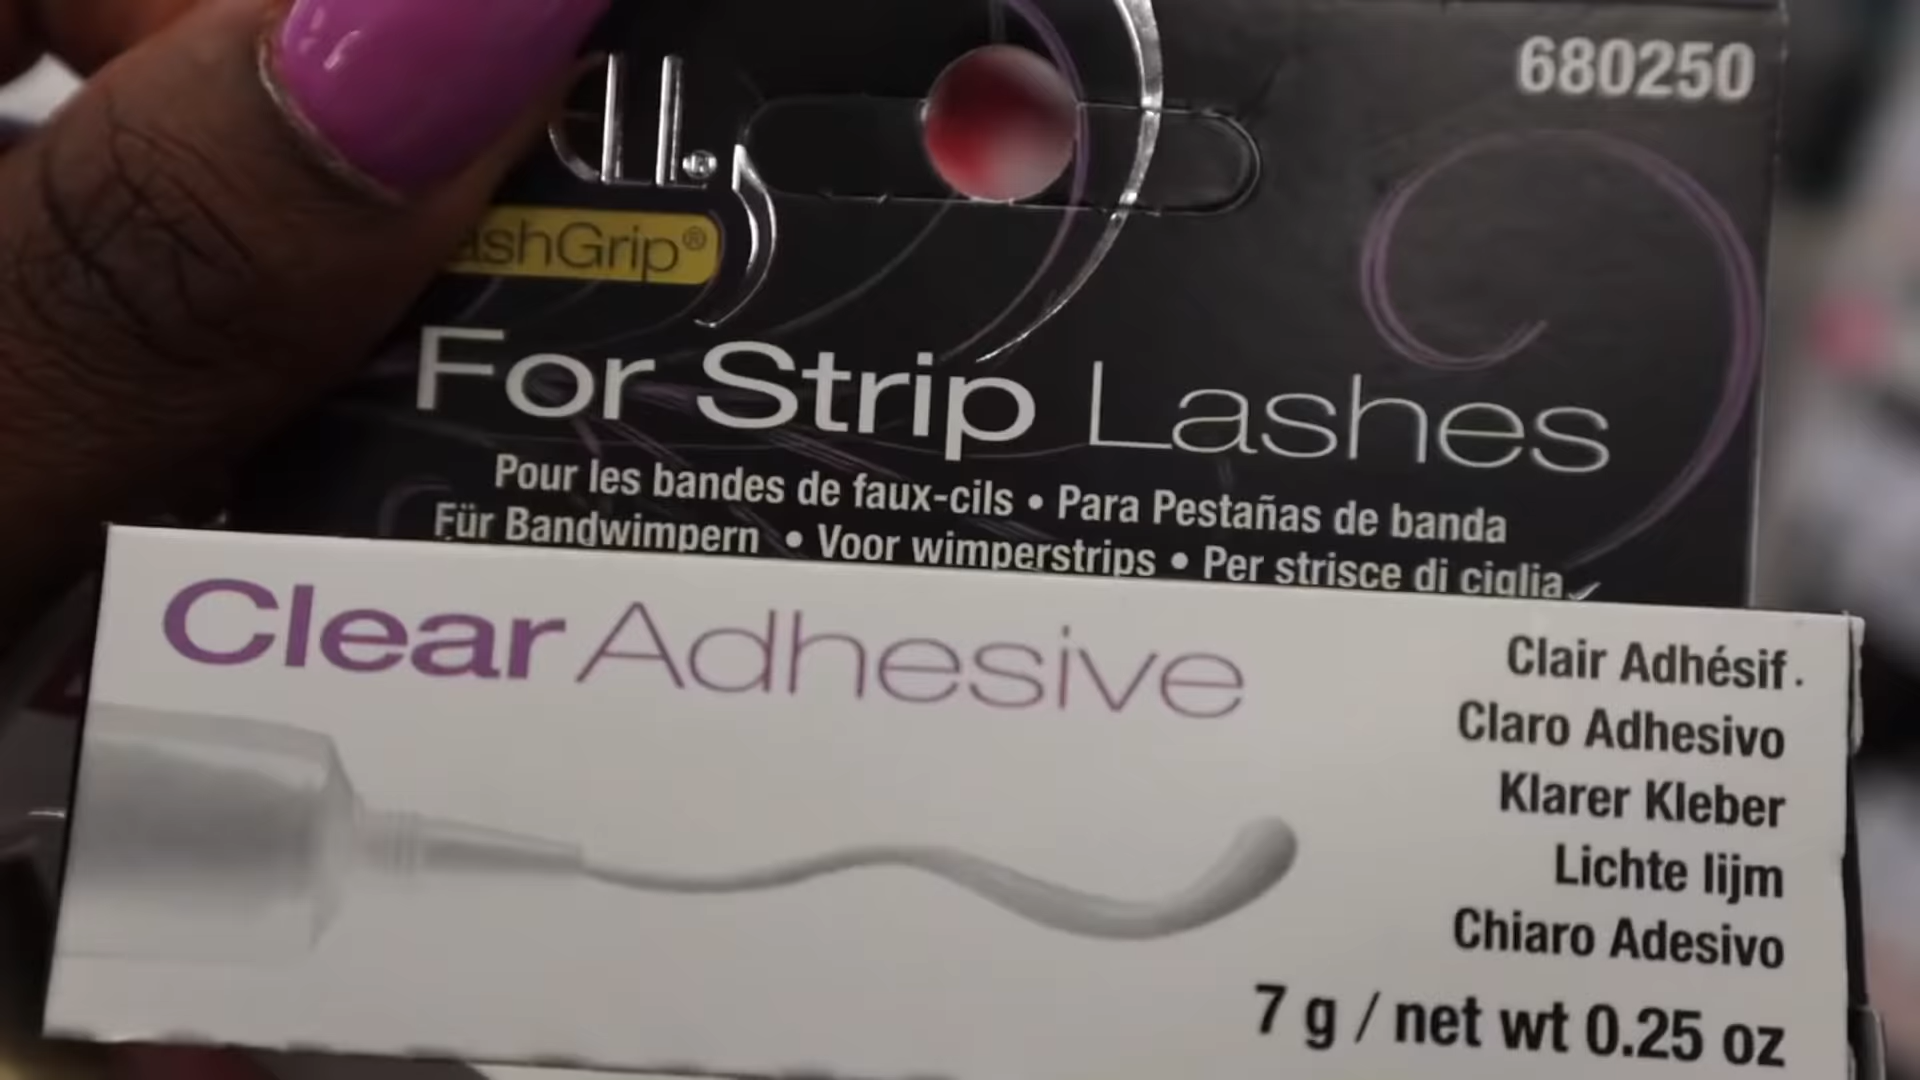 680250
ashGrip®
For Strip Lashes
Pour les bandes de faux-cils • Para Pestañas de banda
Für Bandwimpern • Voor wimperstrips • Per strisce di ciglia
Clear Adhesive
Clair Adhésif
Claro Adhesivo
Klarer Kleber
Lichte lijm
Chiaro Adesivo
7 g / net wt 0.25 oz